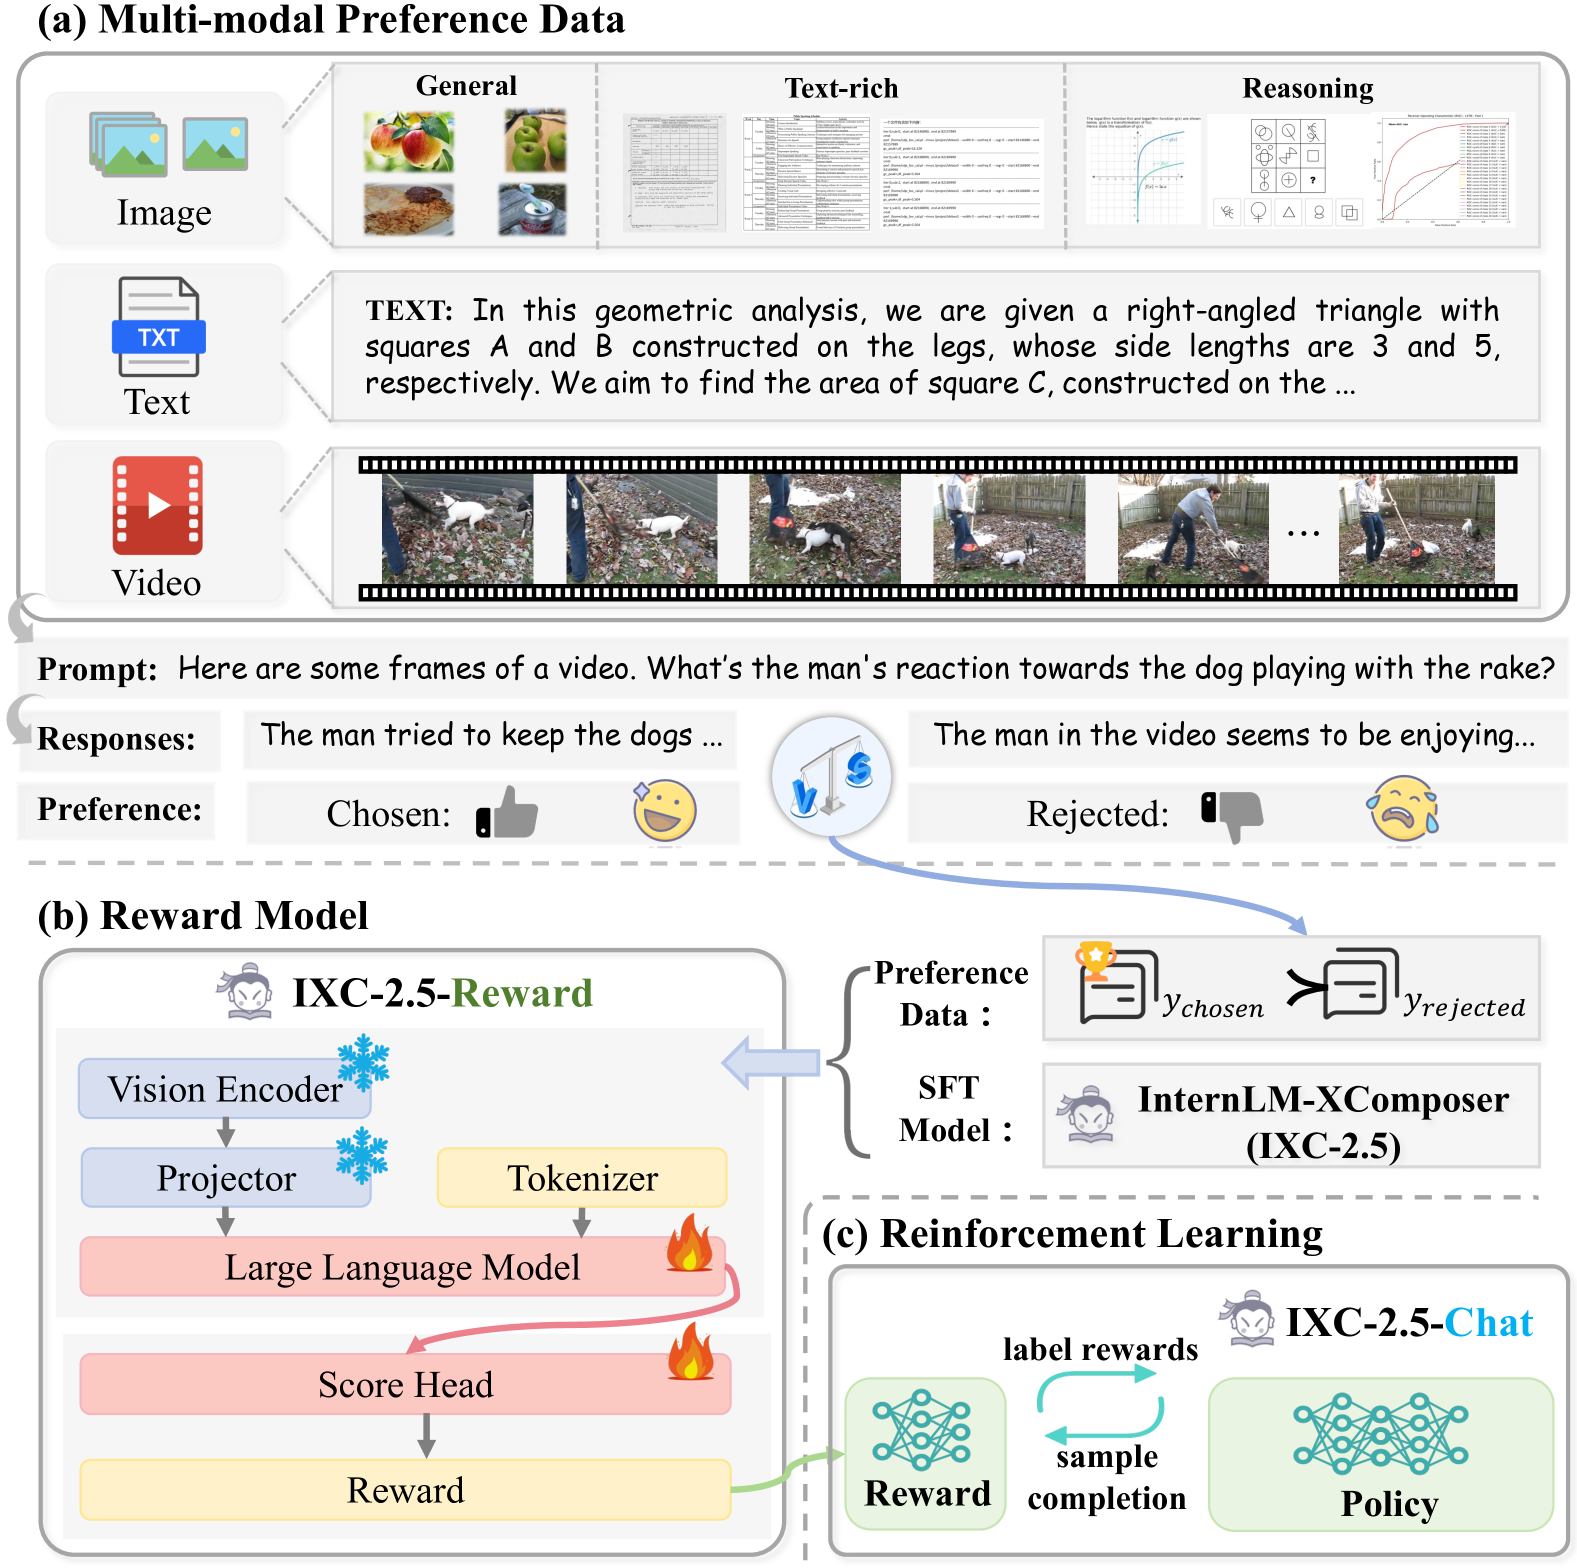 (a) Multi-modal Preference Data
General
Text-rich
Reasoning
Image
TXT
Text
TEXT: In this geometric analysis, we are given a right-angled triangle with
squares A and B constructed on the legs, whose side lengths are 3 and 5,
respectively. We aim to find the area of square C, constructed on the ...
Video
...
Prompt: Here are some frames of a video. What's the man's reaction towards the dog playing with the rake?
Responses: The man tried to keep the dogs ... The man in the video seems to be enjoying...
V S
Preference: Chosen: Rejected:
(b) Reward Model
IXC-2.5-Reward
Vision Encoder
Projector
Tokenizer
Large Language Model
Score Head
Reward
Preference
Data：
y_chosen ≻ y_rejected
SFT
Model：
InternLM-XComposer
(IXC-2.5)
(c) Reinforcement Learning
IXC-2.5-Chat
label rewards
sample
completion
Reward
Policy